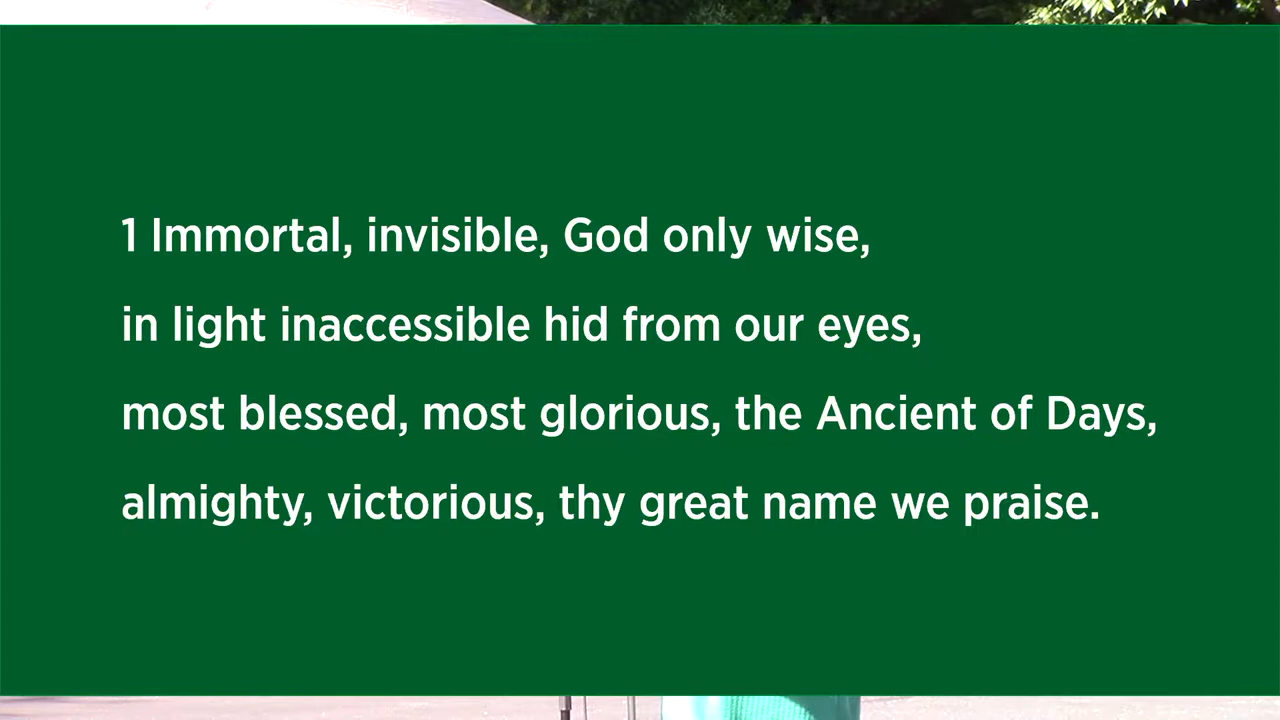 1 Immortal, invisible, God only wise,
in light inaccessible hid from our eyes,
most blessed, most glorious, the Ancient of Days,
almighty, victorious, thy great name we praise.